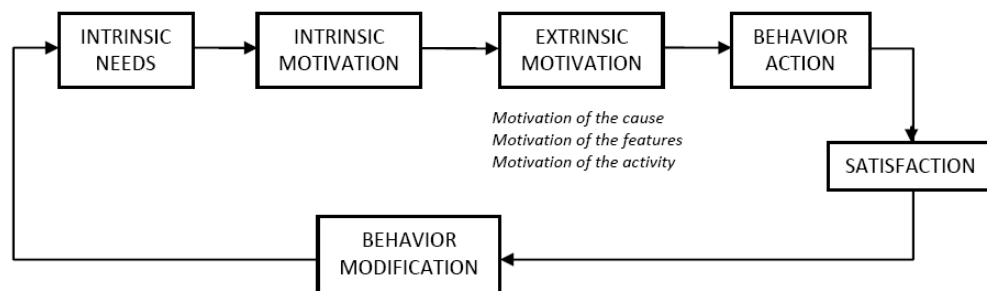 INTRINSIC
NEEDS
INTRINSIC
MOTIVATION
EXTRINSIC
MOTIVATION
BEHAVIOR
ACTION
Motivation of the cause
Motivation of the features
Motivation of the activity
SATISFACTION
BEHAVIOR
MODIFICATION